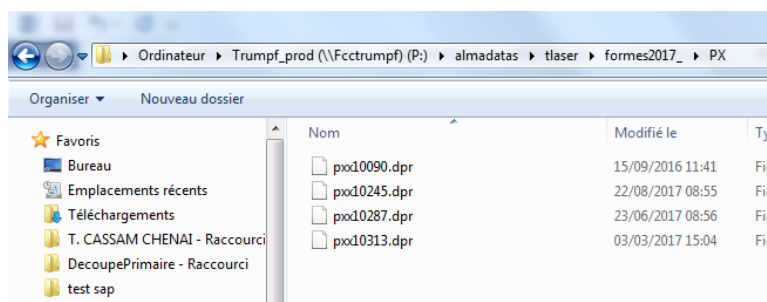 Ordinateur Trumpf_prod (\\Fcctrumpf) (P:) almadatas tlaser formes2017_ PX
Organiser Nouveau dossier
Favoris
Bureau
Emplacements récents
Téléchargements
T. CASSAM CHENAI - Raccourci
DecoupePrimaire - Raccourci
test sap
Nom Modifié le
pxx10090.dpr 15/09/2016 11:41
pxx10245.dpr 22/08/2017 08:55
pxx10287.dpr 23/06/2017 08:56
pxx10313.dpr 03/03/2017 15:04